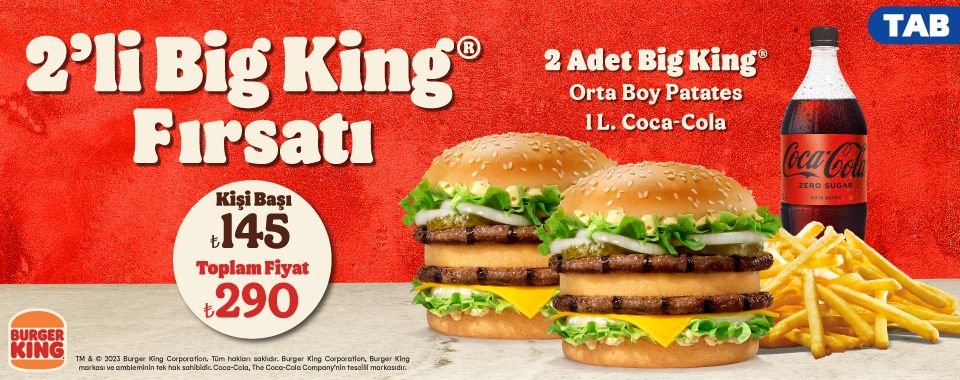 TAB
2'li Big King®
Fırsatı
2 Adet Big King®
Orta Boy Patates
1 L. Coca-Cola
Kişi Başı
₺145
Toplam Fiyat
₺290
Coca-Cola
ZERO SUGAR
BURGER
KING
TM & © 2023 Burger King Corporation. Tüm hakları saklıdır. Burger King Corporation, Burger King
markası ve ambleminin tek hak sahibidir. Coca-Cola, The Coca-Cola Company'nin tescilli markasıdır.